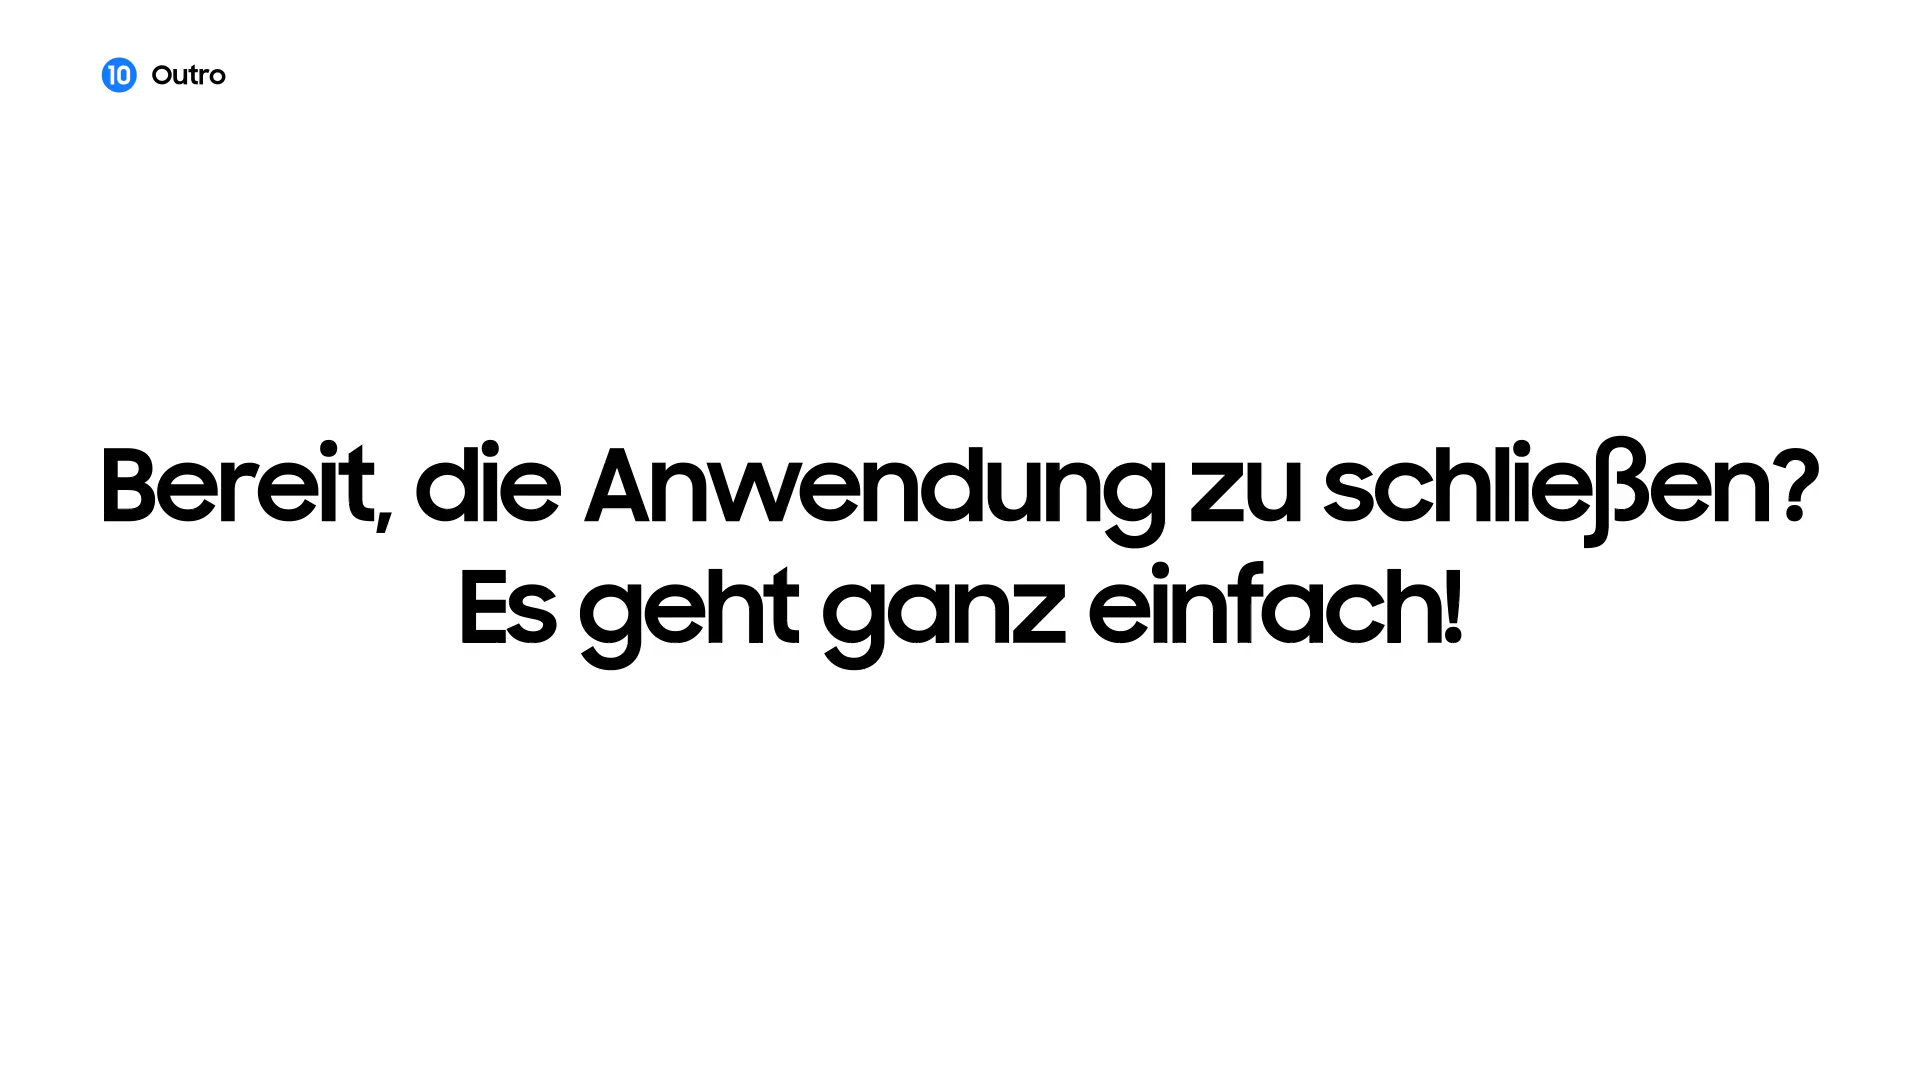 10 Outro
Bereit, die Anwendung zu schließen?
Es geht ganz einfach!